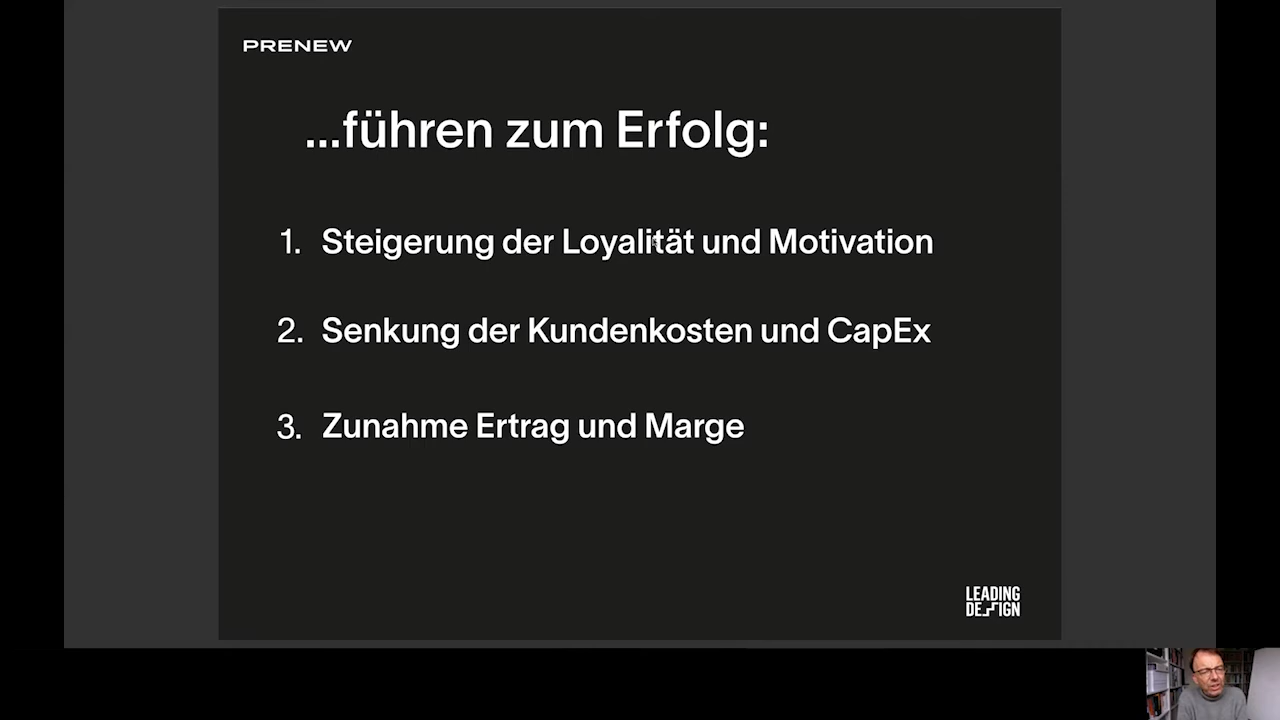 PRENEW
...führen zum Erfolg:
1. Steigerung der Loyalität und Motivation
2. Senkung der Kundenkosten und CapEx
3. Zunahme Ertrag und Marge
LEADING
DESIGN